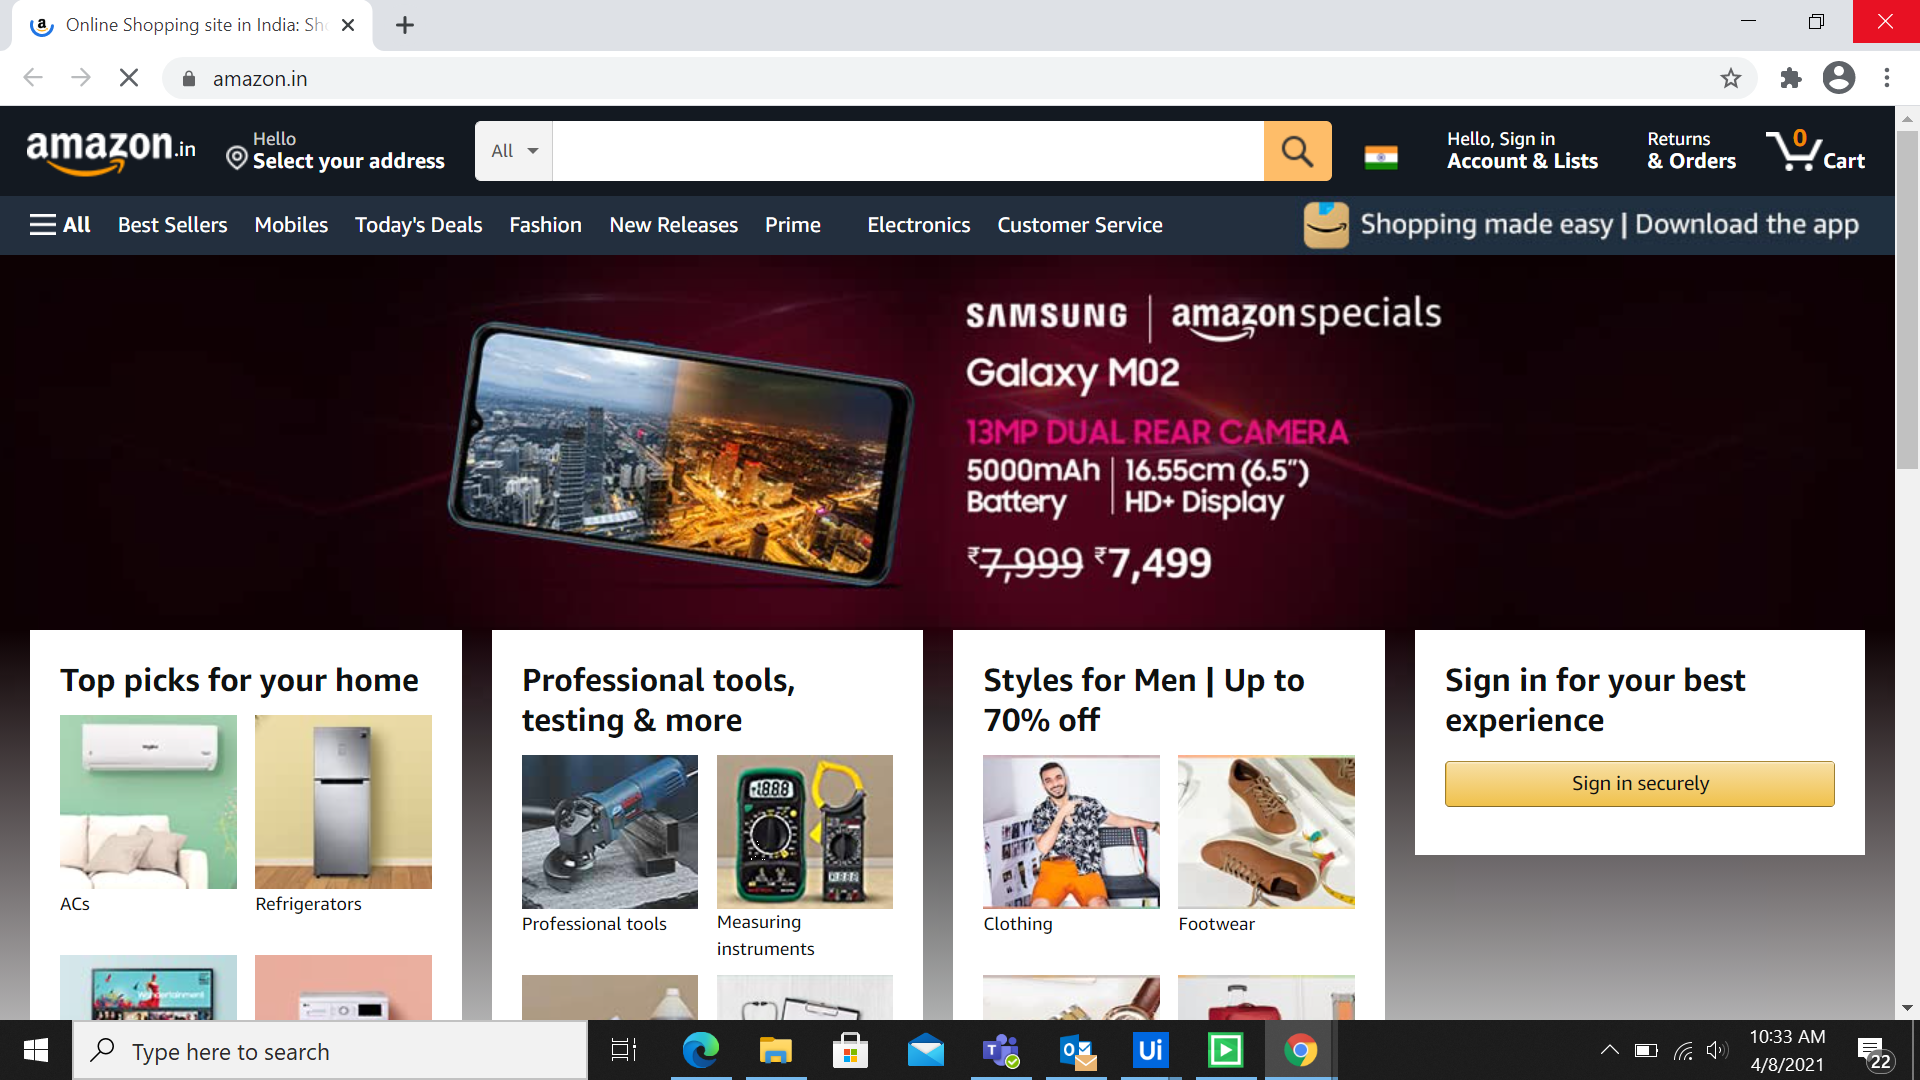 Online Shopping site in India: Sh
amazon.in
amazon.in
Hello
Select your address
All
Hello, Sign in
Account & Lists
Returns
& Orders
0
Cart
All
Best Sellers
Mobiles
Today's Deals
Fashion
New Releases
Prime
Electronics
Customer Service
Shopping made easy | Download the app
SAMSUNG | amazonspecials
Galaxy M02
13MP DUAL REAR CAMERA
5000mAh
Battery
16.55cm (6.5")
HD+ Display
₹7,999 ₹7,499
Top picks for your home
ACs
Refrigerators
Professional tools,
testing & more
Professional tools
Measuring
instruments
Styles for Men | Up to
70% off
Clothing
Footwear
Sign in for your best
experience
Sign in securely
Type here to search
Ui
10:33 AM
4/8/2021
22